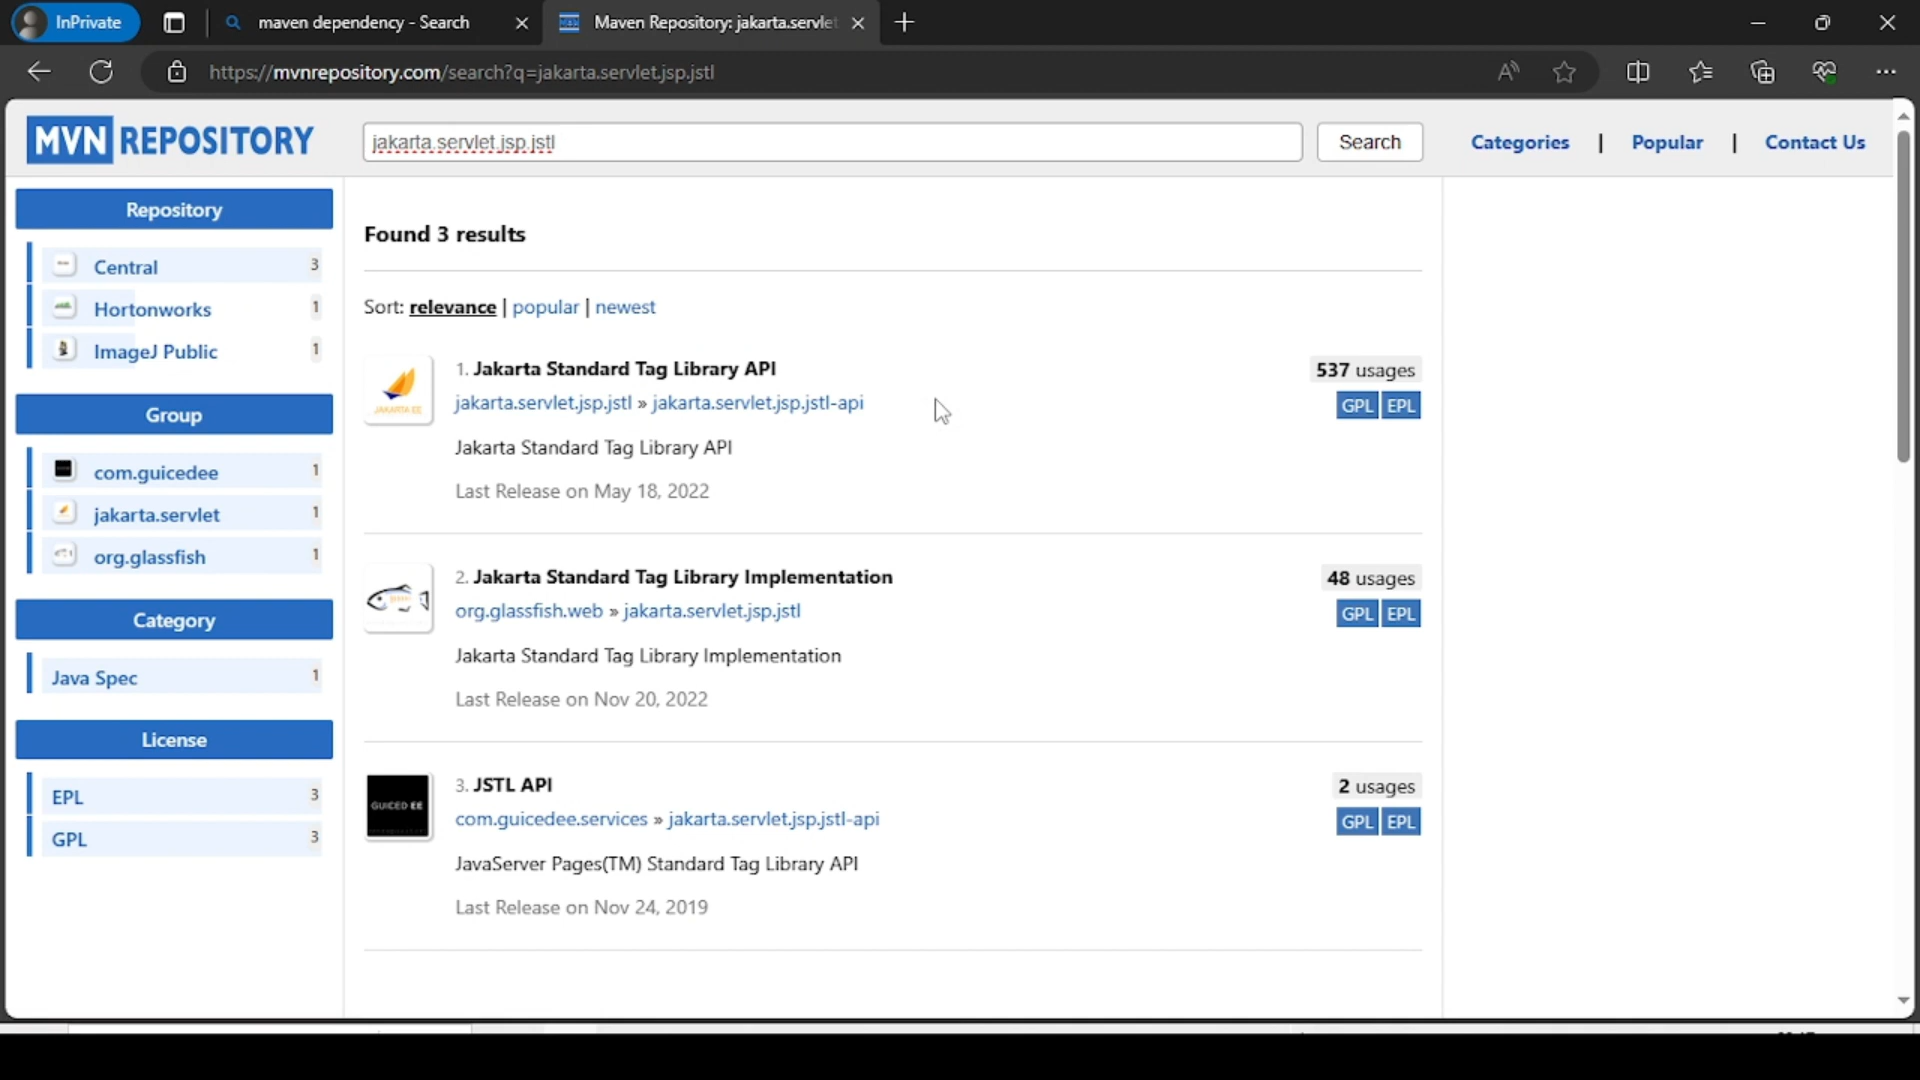 InPrivate
maven dependency - Search
Maven Repository: jakarta.servlet
https://mvnrepository.com/search?q=jakarta.servlet.jsp.jstl
MVN REPOSITORY
jakarta.servlet.jsp.jstl
Search
Categories | Popular | Contact Us
Repository
Central 3
Hortonworks 1
ImageJ Public 1
Group
com.guicedee 1
jakarta.servlet 1
org.glassfish 1
Category
Java Spec 1
License
EPL 3
GPL 3
Found 3 results
Sort: relevance | popular | newest
JAKARTA EE
1. Jakarta Standard Tag Library API
537 usages
jakarta.servlet.jsp.jstl » jakarta.servlet.jsp.jstl-api
GPL EPL
Jakarta Standard Tag Library API
Last Release on May 18, 2022
2. Jakarta Standard Tag Library Implementation
48 usages
org.glassfish.web » jakarta.servlet.jsp.jstl
GPL EPL
Jakarta Standard Tag Library Implementation
Last Release on Nov 20, 2022
GUICED EE
3. JSTL API
2 usages
com.guicedee.services » jakarta.servlet.jsp.jstl-api
GPL EPL
JavaServer Pages(TM) Standard Tag Library API
Last Release on Nov 24, 2019